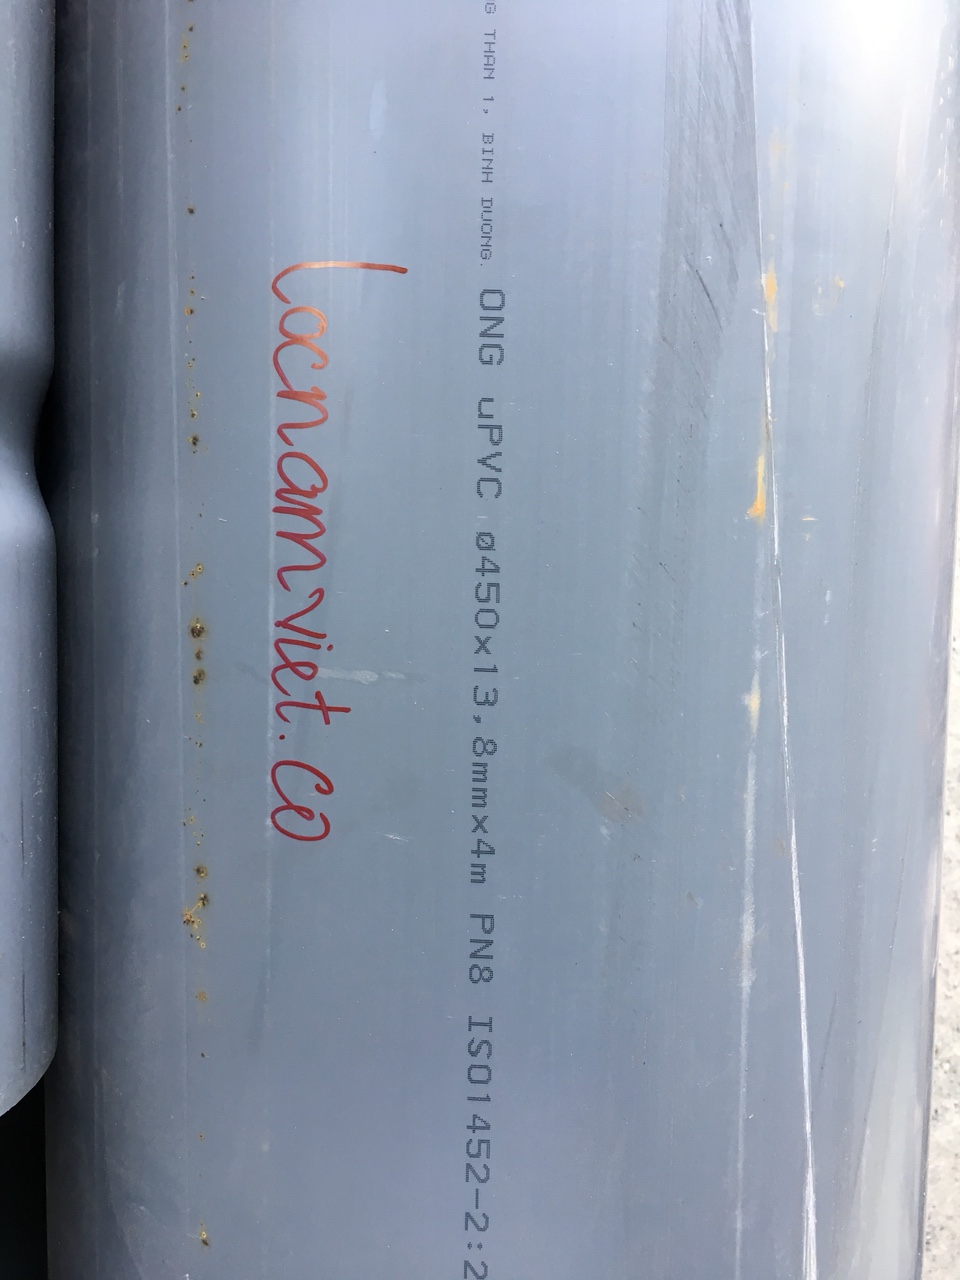 THAN 1, BINH DUONG. ONG uPVC ø450x13,8mmx4m PN8 ISO1452-2:2
Locnamviet.co